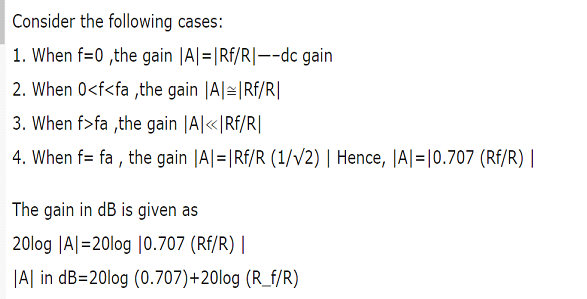 Consider the following cases:
1. When f=0 ,the gain |A|=|Rf/R|−−dc gain
2. When 0<f<fa ,the gain |A|≅|Rf/R|
3. When f>fa ,the gain |A|≪|Rf/R|
4. When f= fa , the gain |A|=|Rf/R (1/√2) | Hence, |A|=|0.707 (Rf/R) |
The gain in dB is given as
20log |A|=20log |0.707 (Rf/R) |
|A| in dB=20log (0.707)+20log (R_f/R)